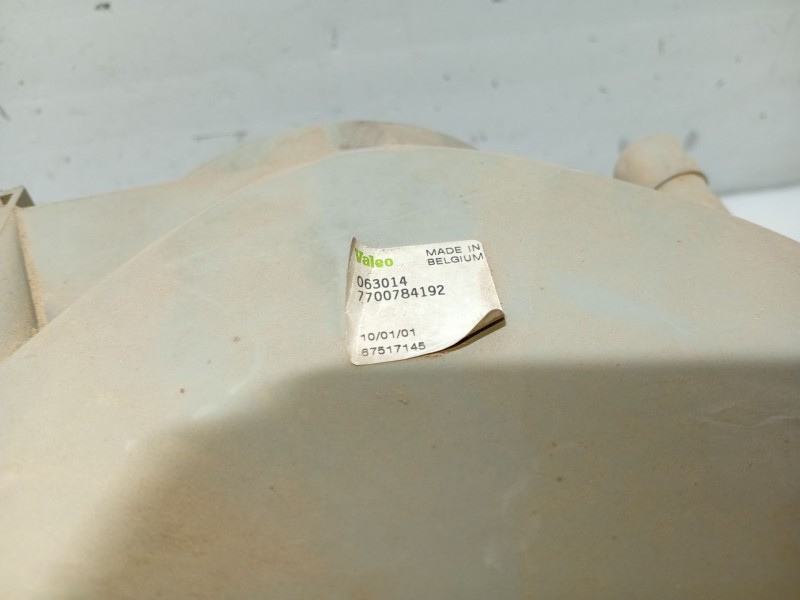 Valeo
MADE IN
BELGIUM
063014
7700784192
10/01/01
87517145